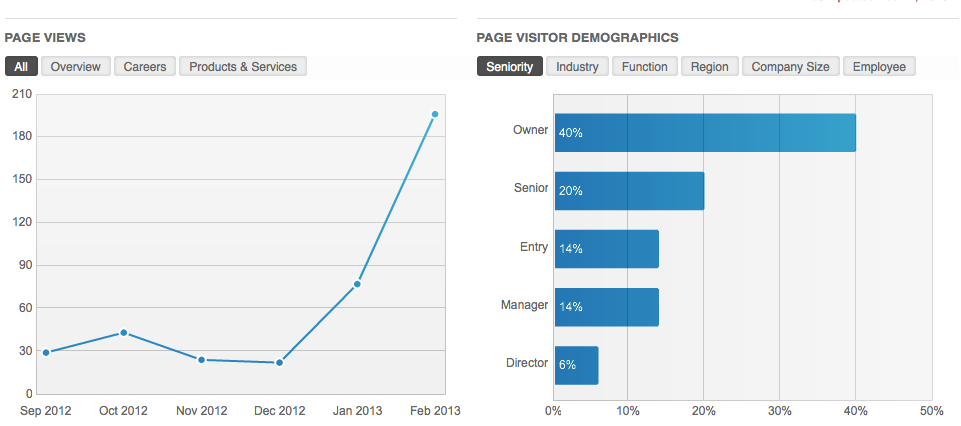 PAGE VIEWS
All Overview Careers Products & Services
210
180
150
120
90
60
30
0
Sep 2012 Oct 2012 Nov 2012 Dec 2012 Jan 2013 Feb 2013
PAGE VISITOR DEMOGRAPHICS
Seniority Industry Function Region Company Size Employee
Owner 40%
Senior 20%
Entry 14%
Manager 14%
Director 6%
0% 10% 20% 30% 40% 50%